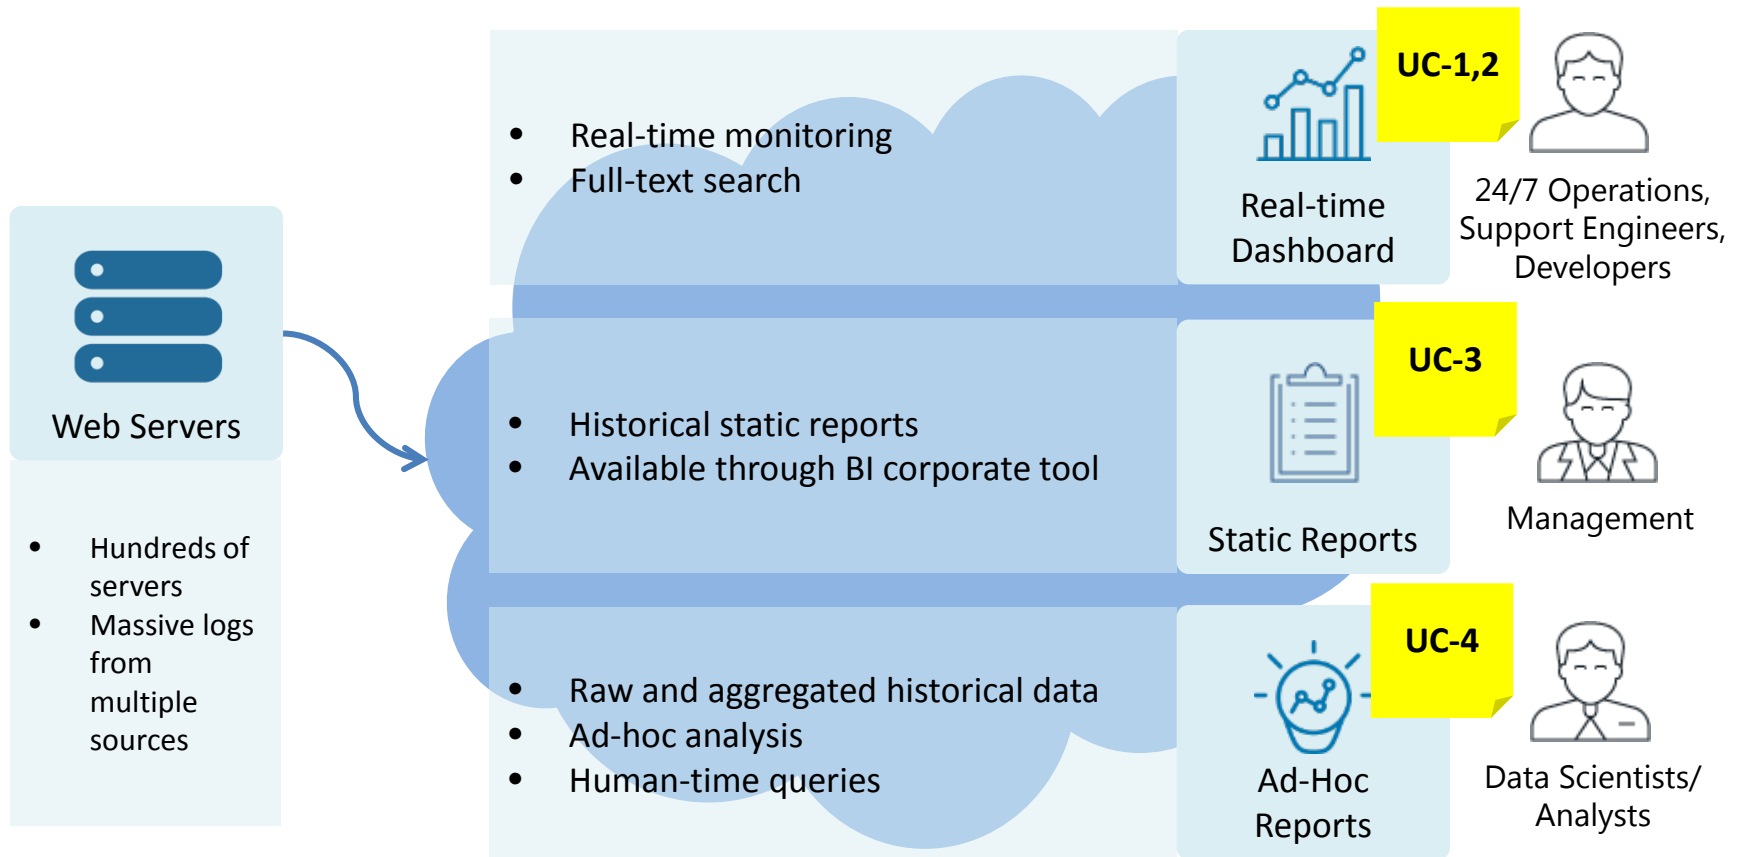 Web Servers
• Hundreds of
servers
• Massive logs
from
multiple
sources
• Real-time monitoring
• Full-text search
Real-time
Dashboard
UC-1,2
24/7 Operations,
Support Engineers,
Developers
• Historical static reports
• Available through BI corporate tool
Static Reports
UC-3
Management
• Raw and aggregated historical data
• Ad-hoc analysis
• Human-time queries
Ad-Hoc
Reports
UC-4
Data Scientists/
Analysts